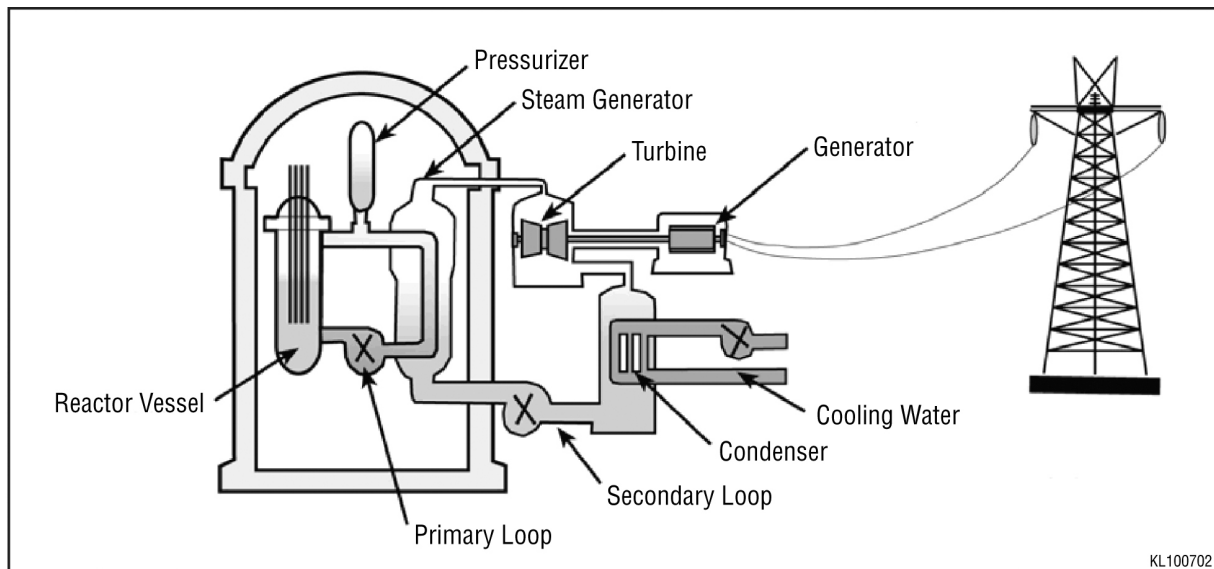 Pressurizer
Steam Generator
Turbine
Generator
Reactor Vessel
Cooling Water
Condenser
Secondary Loop
Primary Loop
KL100702